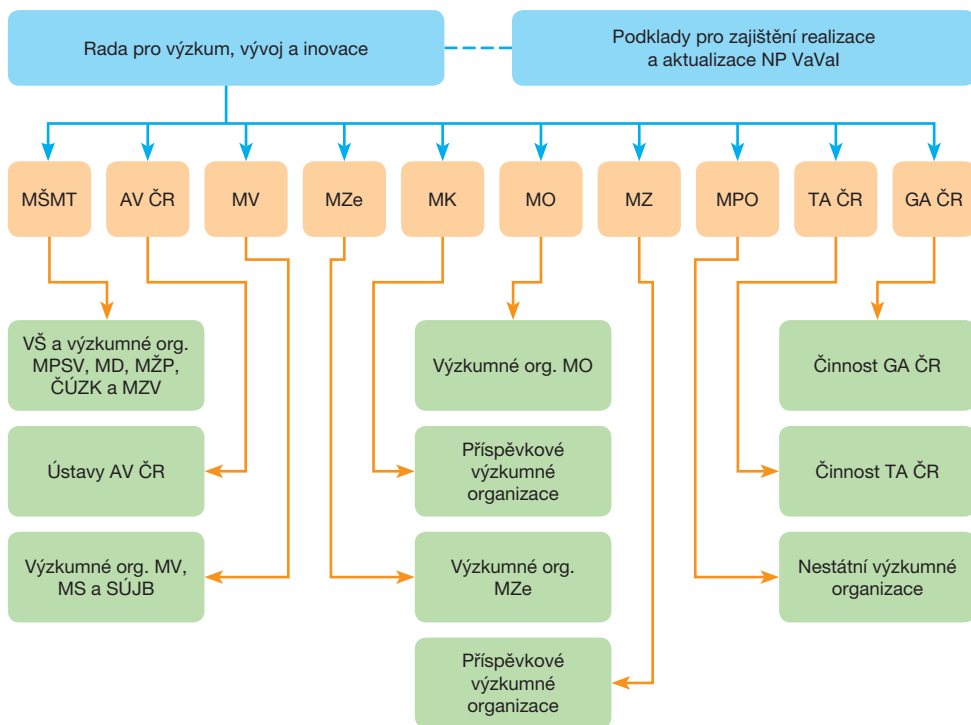 Rada pro výzkum, vývoj a inovace
Podklady pro zajištění realizace
a aktualizace NP VaVaI
MŠMT
AV ČR
MV
MZe
MK
MO
MZ
MPO
TA ČR
GA ČR
VŠ a výzkumné org.
MPSV, MD, MŽP,
ČÚZK a MZV
Výzkumné org. MO
Činnost GA ČR
Ústavy AV ČR
Příspěvkové
výzkumné
organizace
Činnost TA ČR
Výzkumné org. MV,
MS a SÚJB
Výzkumné org.
MZe
Nestátní výzkumné
organizace
Příspěvkové
výzkumné
organizace